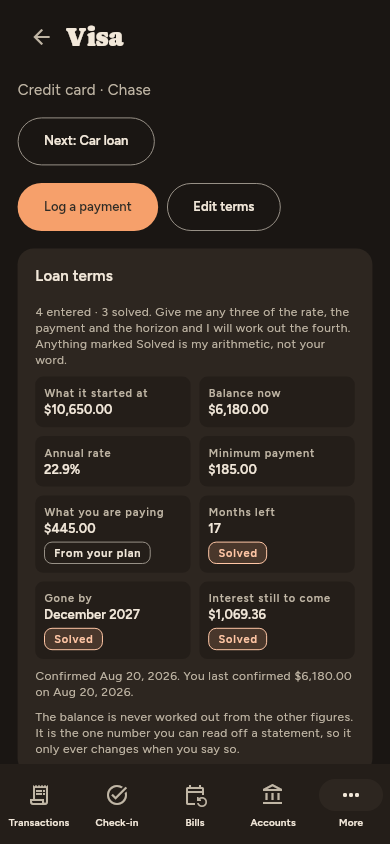 Visa
Credit card · Chase
Next: Car loan
Log a payment
Edit terms
Loan terms
4 entered · 3 solved. Give me any three of the rate, the
payment and the horizon and I will work out the fourth.
Anything marked Solved is my arithmetic, not your
word.
What it started at
$10,650.00
Balance now
$6,180.00
Annual rate
22.9%
Minimum payment
$185.00
What you are paying
$445.00
From your plan
Months left
17
Solved
Gone by
December 2027
Solved
Interest still to come
$1,069.36
Solved
Confirmed Aug 20, 2026. You last confirmed $6,180.00
on Aug 20, 2026.
The balance is never worked out from the other figures.
It is the one number you can read off a statement, so it
only ever changes when you say so.
Transactions
Check-in
Bills
Accounts
More